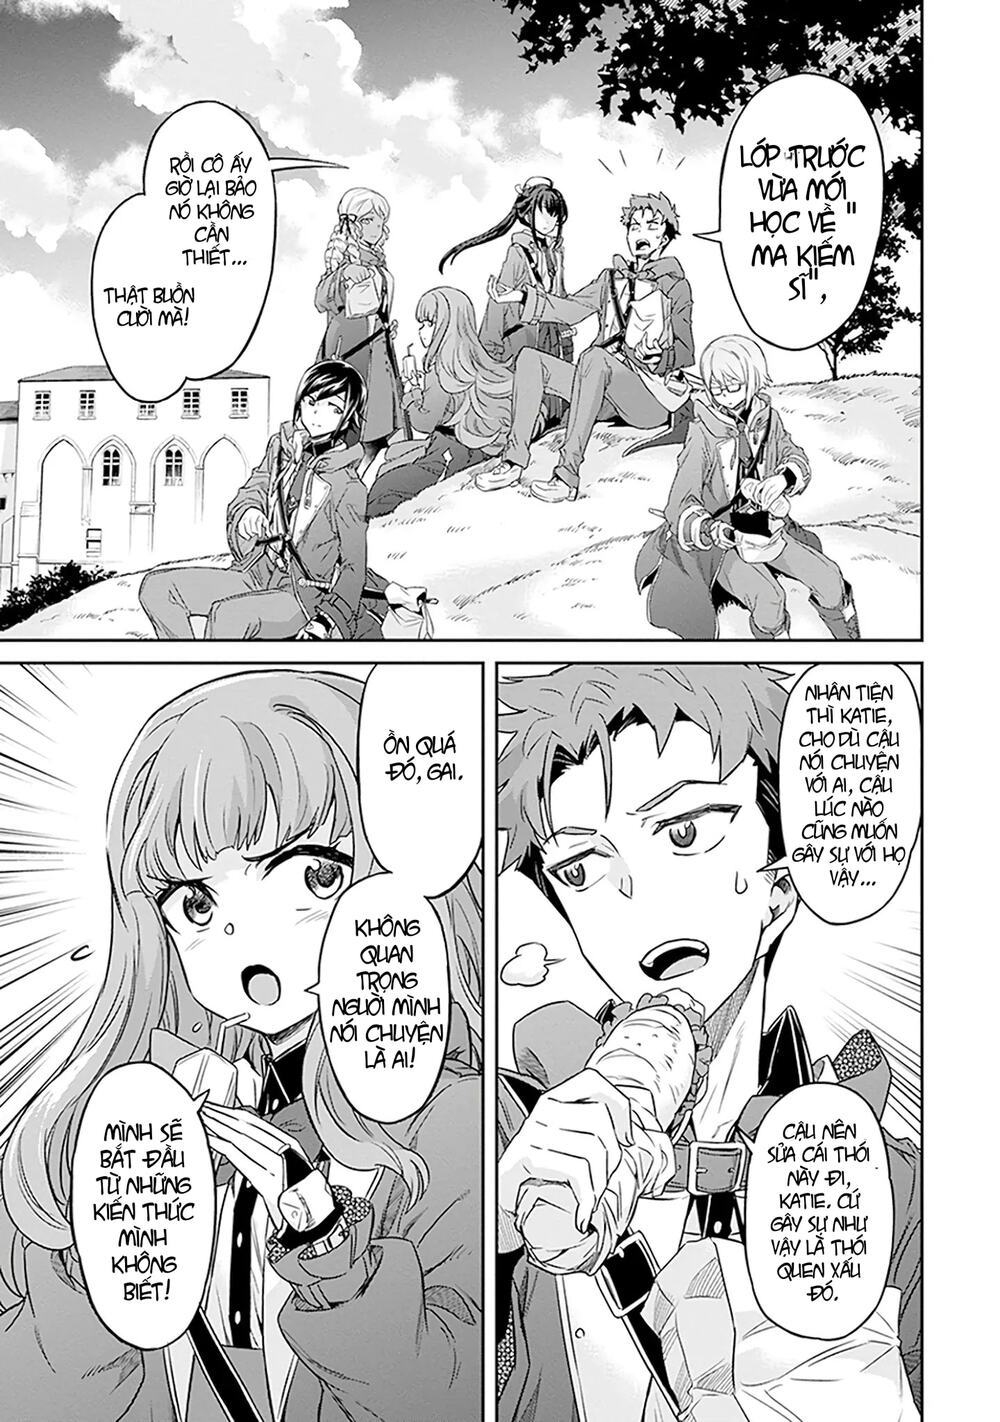 LỚP TRƯỚC
VỪA MỚI
HỌC VỀ "
MA KIẾM
SĨ",
RỒI CÔ ẤY
GIỜ LẠI BẢO
NÓ KHÔNG
CẦN
THIẾT...
THẬT BUỒN
CƯỜI MÀ!
NHÂN TIỆN
THÌ KATIE,
CHO DÙ CẬU
NÓI CHUYỆN
VỚI AI, CẬU
LÚC NÀO
CŨNG MUỐN
GÂY SỰ VỚI HỌ
VẬY...
CẬU NÊN
SỬA CÁI THÓI
NÀY ĐI,
KATIE. CỨ
GÂY SỰ NHƯ
VẬY LÀ THÓI
QUEN XẤU
ĐÓ.
ỒN QUÁ
ĐÓ, GAI.
KHÔNG
QUAN
TRỌNG
NGƯỜI MÌNH
NÓI CHUYỆN
LÀ AI!
MÌNH SẼ
BẮT ĐẦU
TỪ NHỮNG
KIẾN THỨC
MÌNH
KHÔNG
BIẾT!